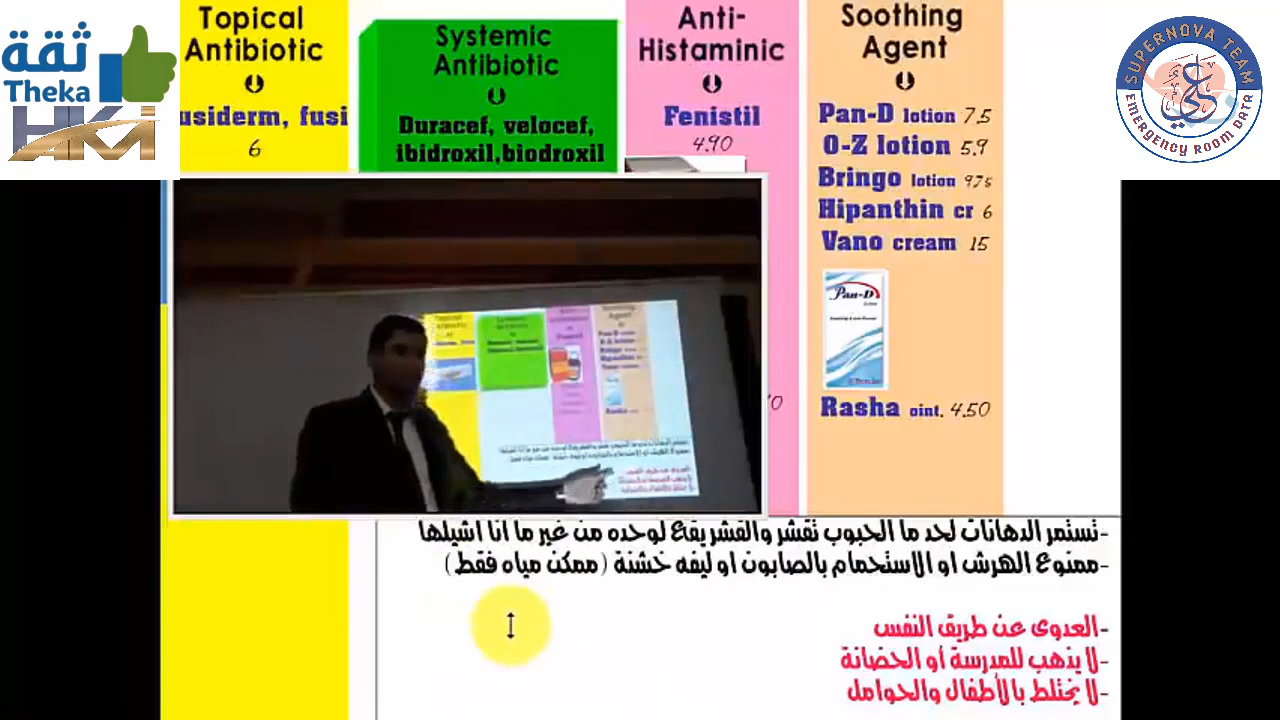 ثقة
Theka
HKI
Topical
Antibiotic
usiderm, fusi
6
Systemic
Antibiotic
Duracef, velocef,
ibidroxil,biodroxil
Anti-
Histaminic
Fenistil
4.90
Soothing
Agent
Pan-D lotion 7.5
O-Z lotion 5.9
Bringo lotion 975
Hipanthin cr 6
Vano cream 15
Pan-D
Rasha oint. 4.50
SUPERNOVA TEAM
EMERGENCY ROOM DATA
-تستمر الدهانات لحد ما الحبوب تقشر والقشر يقع لوحده من غير ما انا اشيلها
-ممنوع الهرش او الاستحمام بالصابون او ليفه خشنة (ممكن مياه فقط)
-العدوى عن طريق النفس
-لا يذهب للمدرسة أو الحضانة
-لا يختلط بالأطفال والحوامل